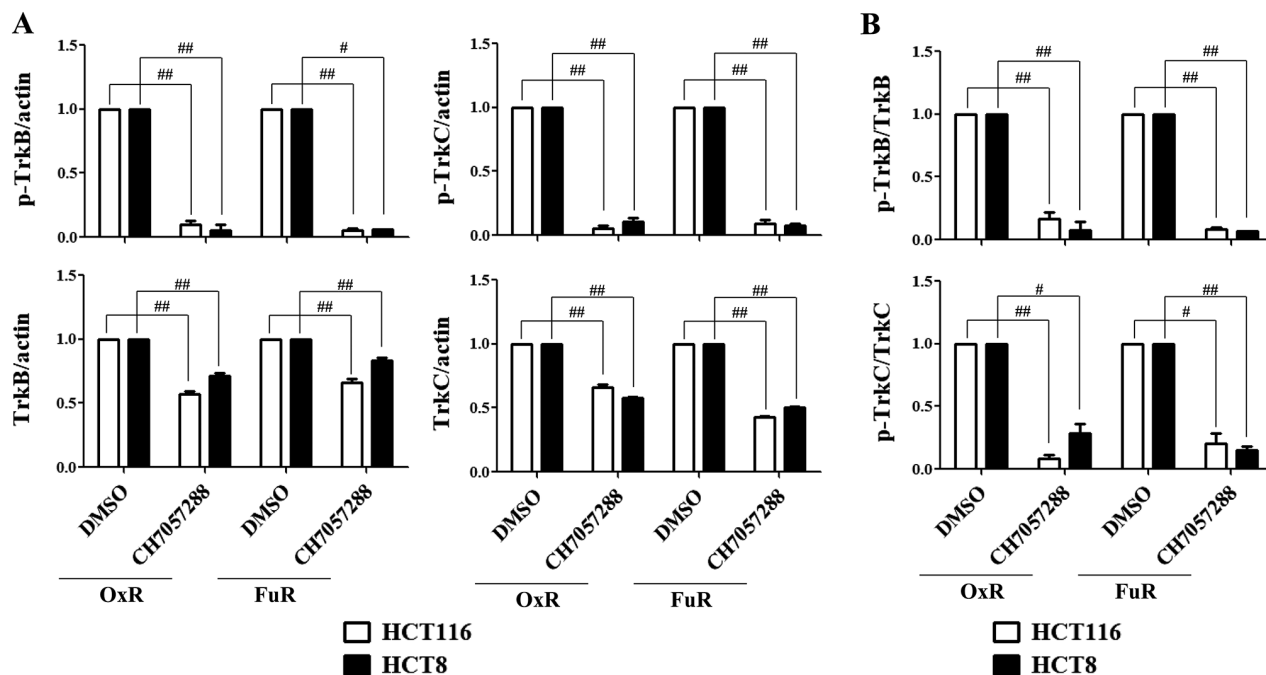 A
B
p-TrkB/actin
1.5
1.0
0.5
0.0
##
##
#
##
p-TrkC/actin
1.5
1.0
0.5
0.0
##
##
##
##
p-TrkB/TrkB
1.5
1.0
0.5
0.0
##
##
##
##
TrkB/actin
1.5
1.0
0.5
0.0
##
##
##
##
DMSO
CH7057288
DMSO
CH7057288
OxR
FuR
TrkC/actin
1.5
1.0
0.5
0.0
##
##
##
##
DMSO
CH7057288
DMSO
CH7057288
OxR
FuR
p-TrkC/TrkC
1.5
1.0
0.5
0.0
#
##
##
#
DMSO
CH7057288
DMSO
CH7057288
OxR
FuR
HCT116
HCT8
HCT116
HCT8